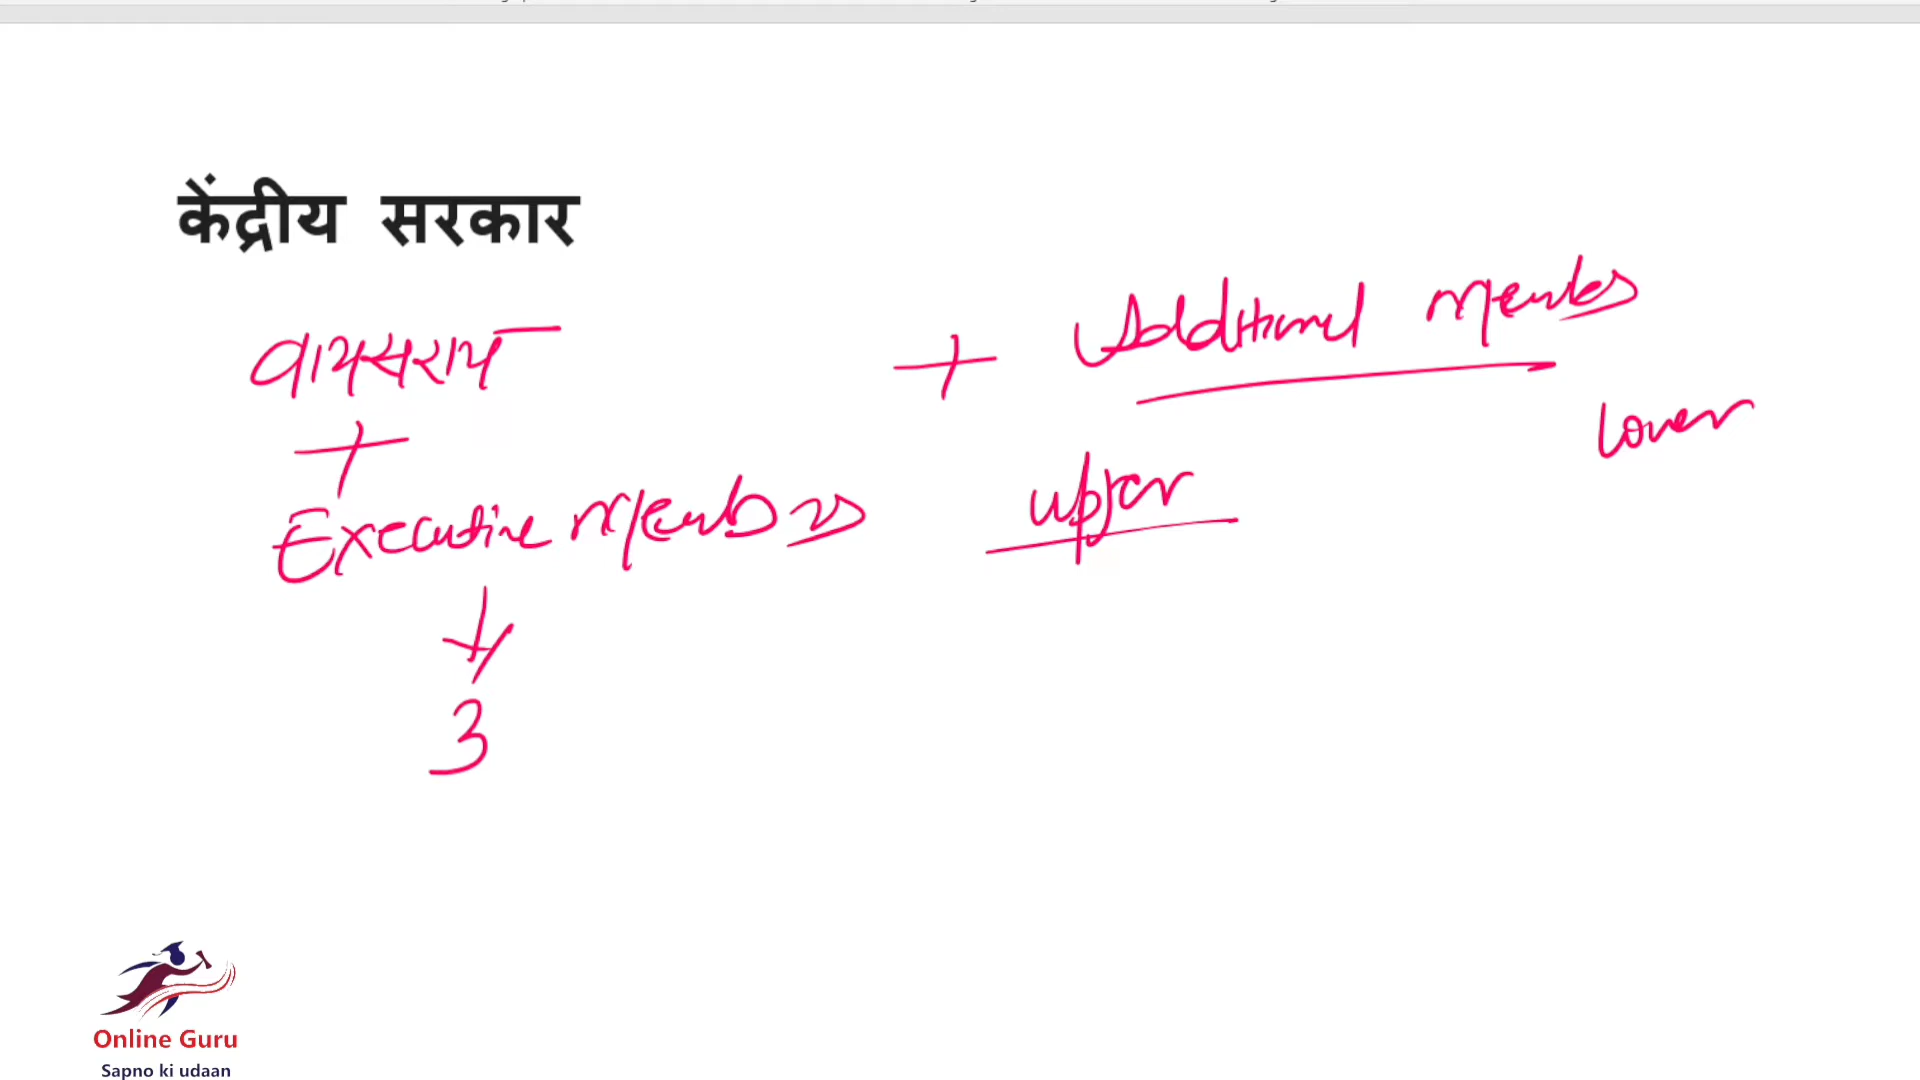 केंद्रीय सरकार
वायसराय + Additional Members
+
Executive Members
upper
lower
3
Online Guru
Sapno ki udaan